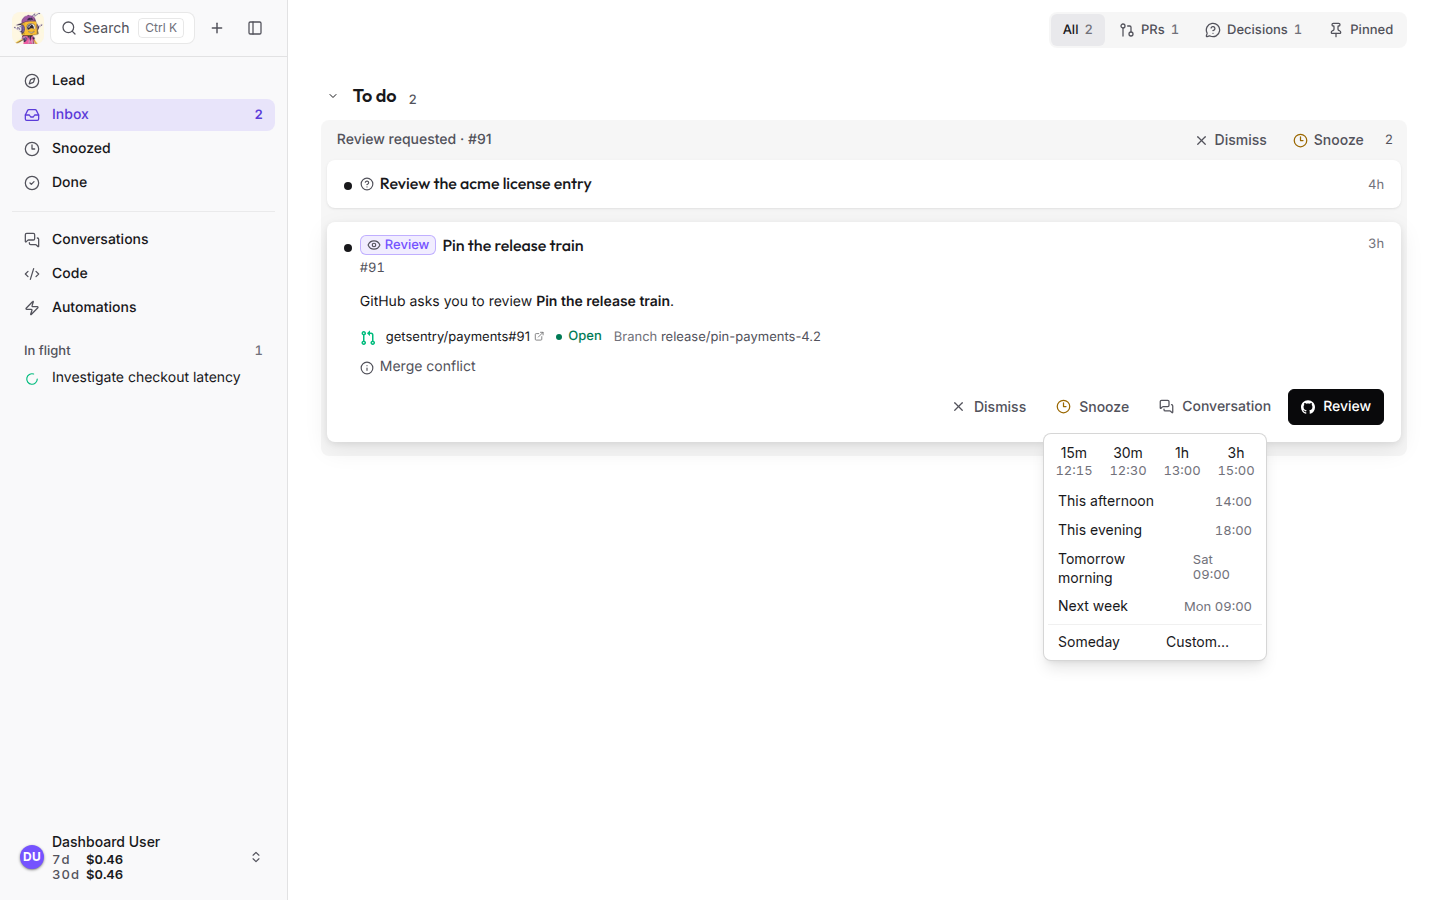 Search Ctrl K
All 2 PRs 1 Decisions 1 Pinned
Lead
Inbox 2
Snoozed
Done
Conversations
Code
Automations
In flight 1
Investigate checkout latency
Dashboard User
DU
7d $0.46
30d $0.46
To do 2
Review requested · #91 Dismiss Snooze 2
Review the acme license entry 4h
Review Pin the release train 3h
#91
GitHub asks you to review Pin the release train.
getsentry/payments#91 Open Branch release/pin-payments-4.2
Merge conflict
Dismiss Snooze Conversation Review
15m 30m 1h 3h
12:15 12:30 13:00 15:00
This afternoon 14:00
This evening 18:00
Tomorrow morning Sat 09:00
Next week Mon 09:00
Someday Custom...